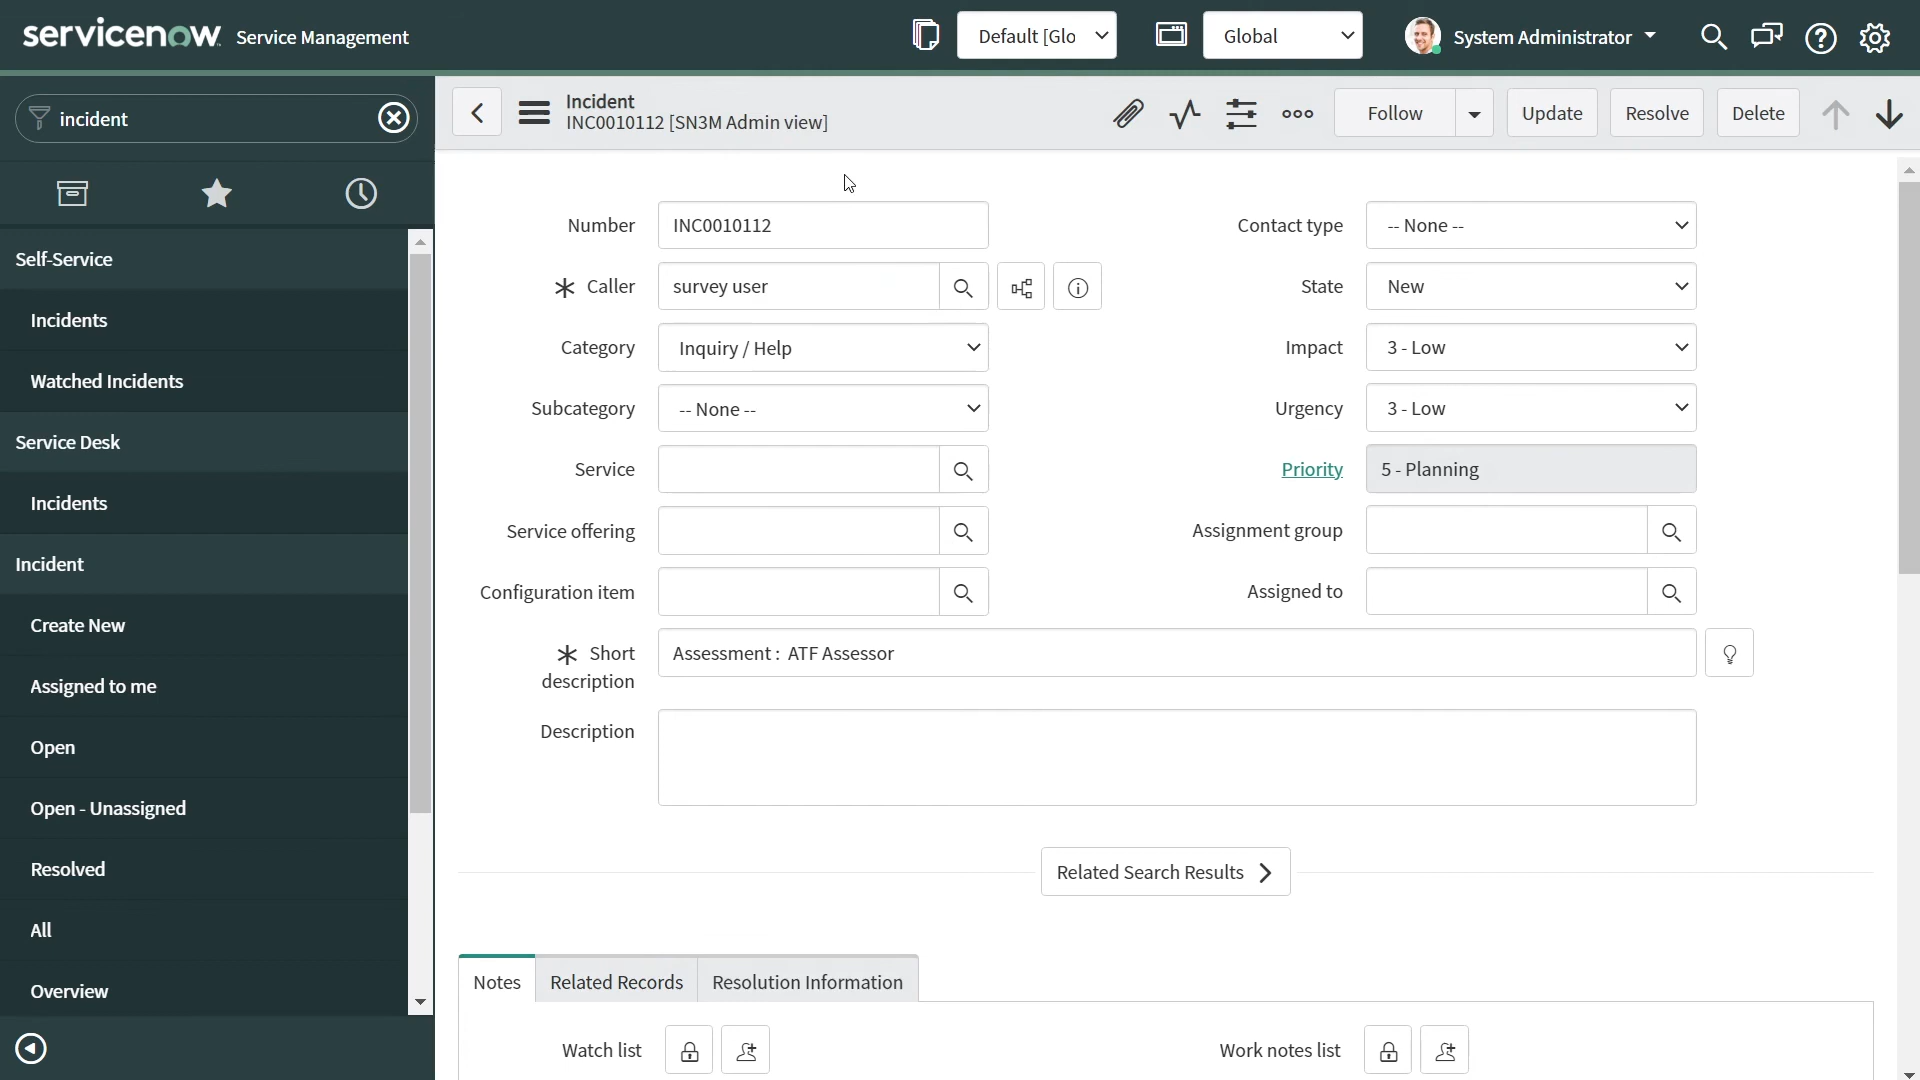 servicenow Service Management
Default [Glo
Global
System Administrator
incident
Incident
INC0010112 [SN3M Admin view]
Follow
Update
Resolve
Delete
Self-Service
Incidents
Watched Incidents
Service Desk
Incidents
Incident
Create New
Assigned to me
Open
Open - Unassigned
Resolved
All
Overview
Number INC0010112
Contact type -- None --
Caller survey user
State New
Category Inquiry / Help
Impact 3 - Low
Subcategory -- None --
Urgency 3 - Low
Service
Priority 5 - Planning
Service offering
Assignment group
Configuration item
Assigned to
Short
description
Assessment : ATF Assessor
Description
Related Search Results
Notes Related Records Resolution Information
Watch list
Work notes list